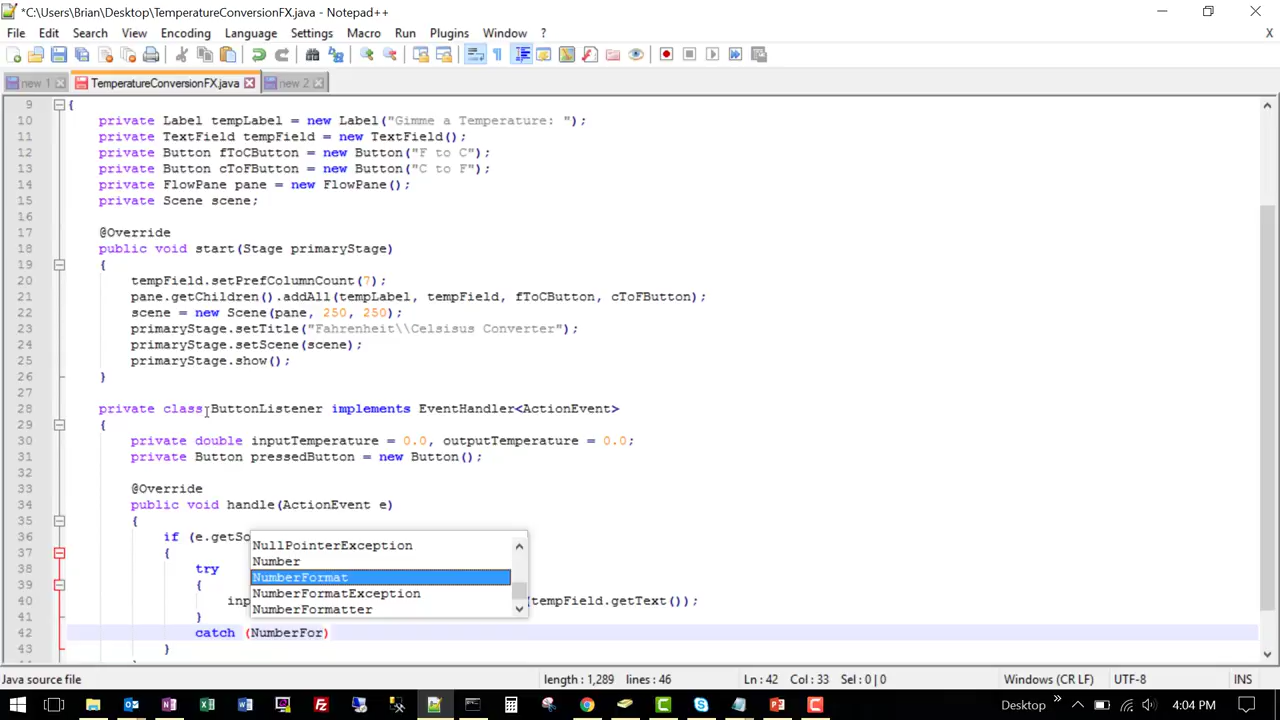 *C:\Users\Brian\Desktop\TemperatureConversionFX.java - Notepad++
File Edit Search View Encoding Language Settings Macro Run Plugins Window ? X
new 1 TemperatureConversionFX.java new 2
9 {
10 private Label tempLabel = new Label("Gimme a Temperature: ");
11 private TextField tempField = new TextField();
12 private Button fToCButton = new Button("F to C");
13 private Button cToFButton = new Button("C to F");
14 private FlowPane pane = new FlowPane();
15 private Scene scene;
16
17 @Override
18 public void start(Stage primaryStage)
19 {
20 tempField.setPrefColumnCount(7);
21 pane.getChildren().addAll(tempLabel, tempField, fToCButton, cToFButton);
22 scene = new Scene(pane, 250, 250);
23 primaryStage.setTitle("Fahrenheit\\Celsisus Converter");
24 primaryStage.setScene(scene);
25 primaryStage.show();
26 }
27
28 private class ButtonListener implements EventHandler<ActionEvent>
29 {
30 private double inputTemperature = 0.0, outputTemperature = 0.0;
31 private Button pressedButton = new Button();
32
33 @Override
34 public void handle(ActionEvent e)
35 {
36 if (e.getSo
NullPointerException
37 {
Number
38 try
NumberFormat
39 {
NumberFormatException
40 inp (tempField.getText());
NumberFormatter
41 }
42 catch (NumberFor)
43 }
Java source file length : 1,289 lines : 46 Ln : 42 Col : 33 Sel : 0 | 0 Windows (CR LF) UTF-8 INS
Desktop 4:04 PM